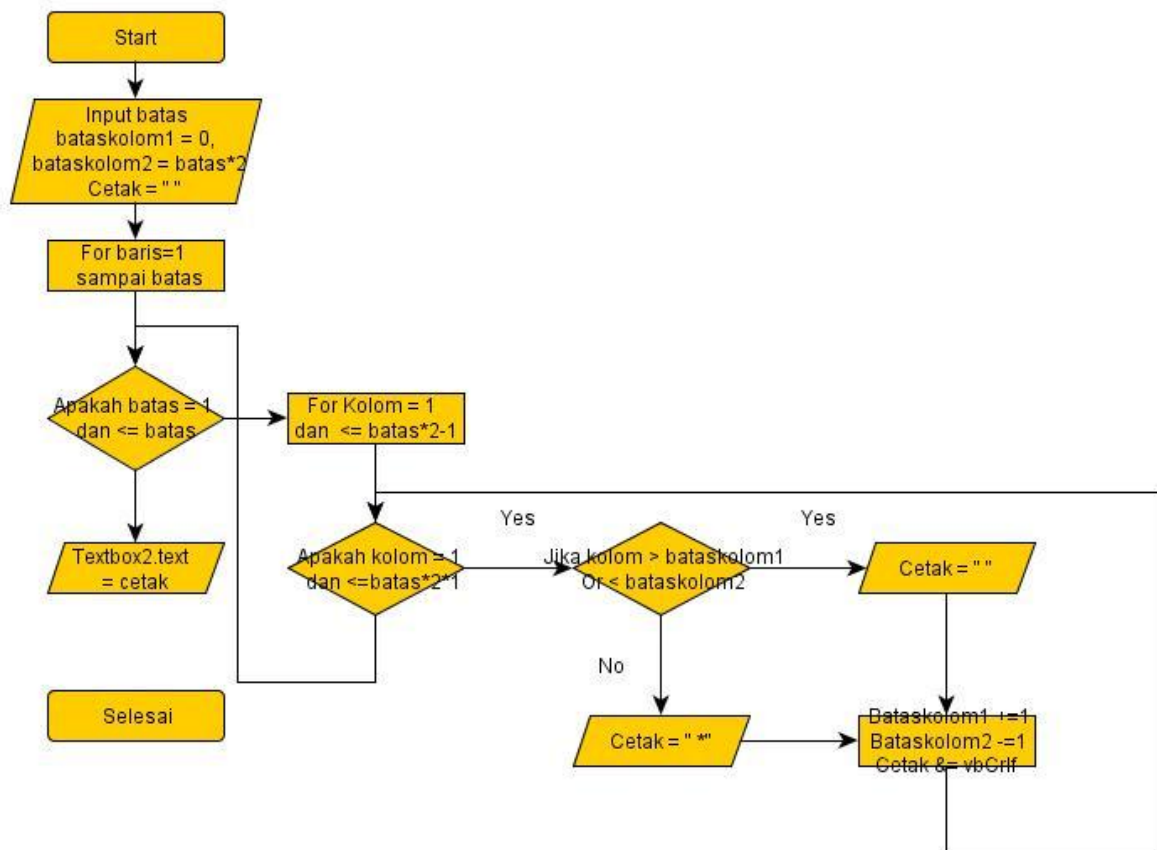 Start
Input batas
bataskolom1 = 0,
bataskolom2 = batas*2
Cetak = " "
For baris=1
sampai batas
Apakah batas = 1
dan <= batas
For Kolom = 1
dan <= batas*2-1
Textbox2.text
= cetak
Apakah kolom = 1
dan <=batas*2*1
Yes
Jika kolom > bataskolom1
Or < bataskolom2
Yes
Cetak = " "
No
Selesai
Cetak = " *"
Bataskolom1 +=1
Bataskolom2 -=1
Cetak &= vbCrlf